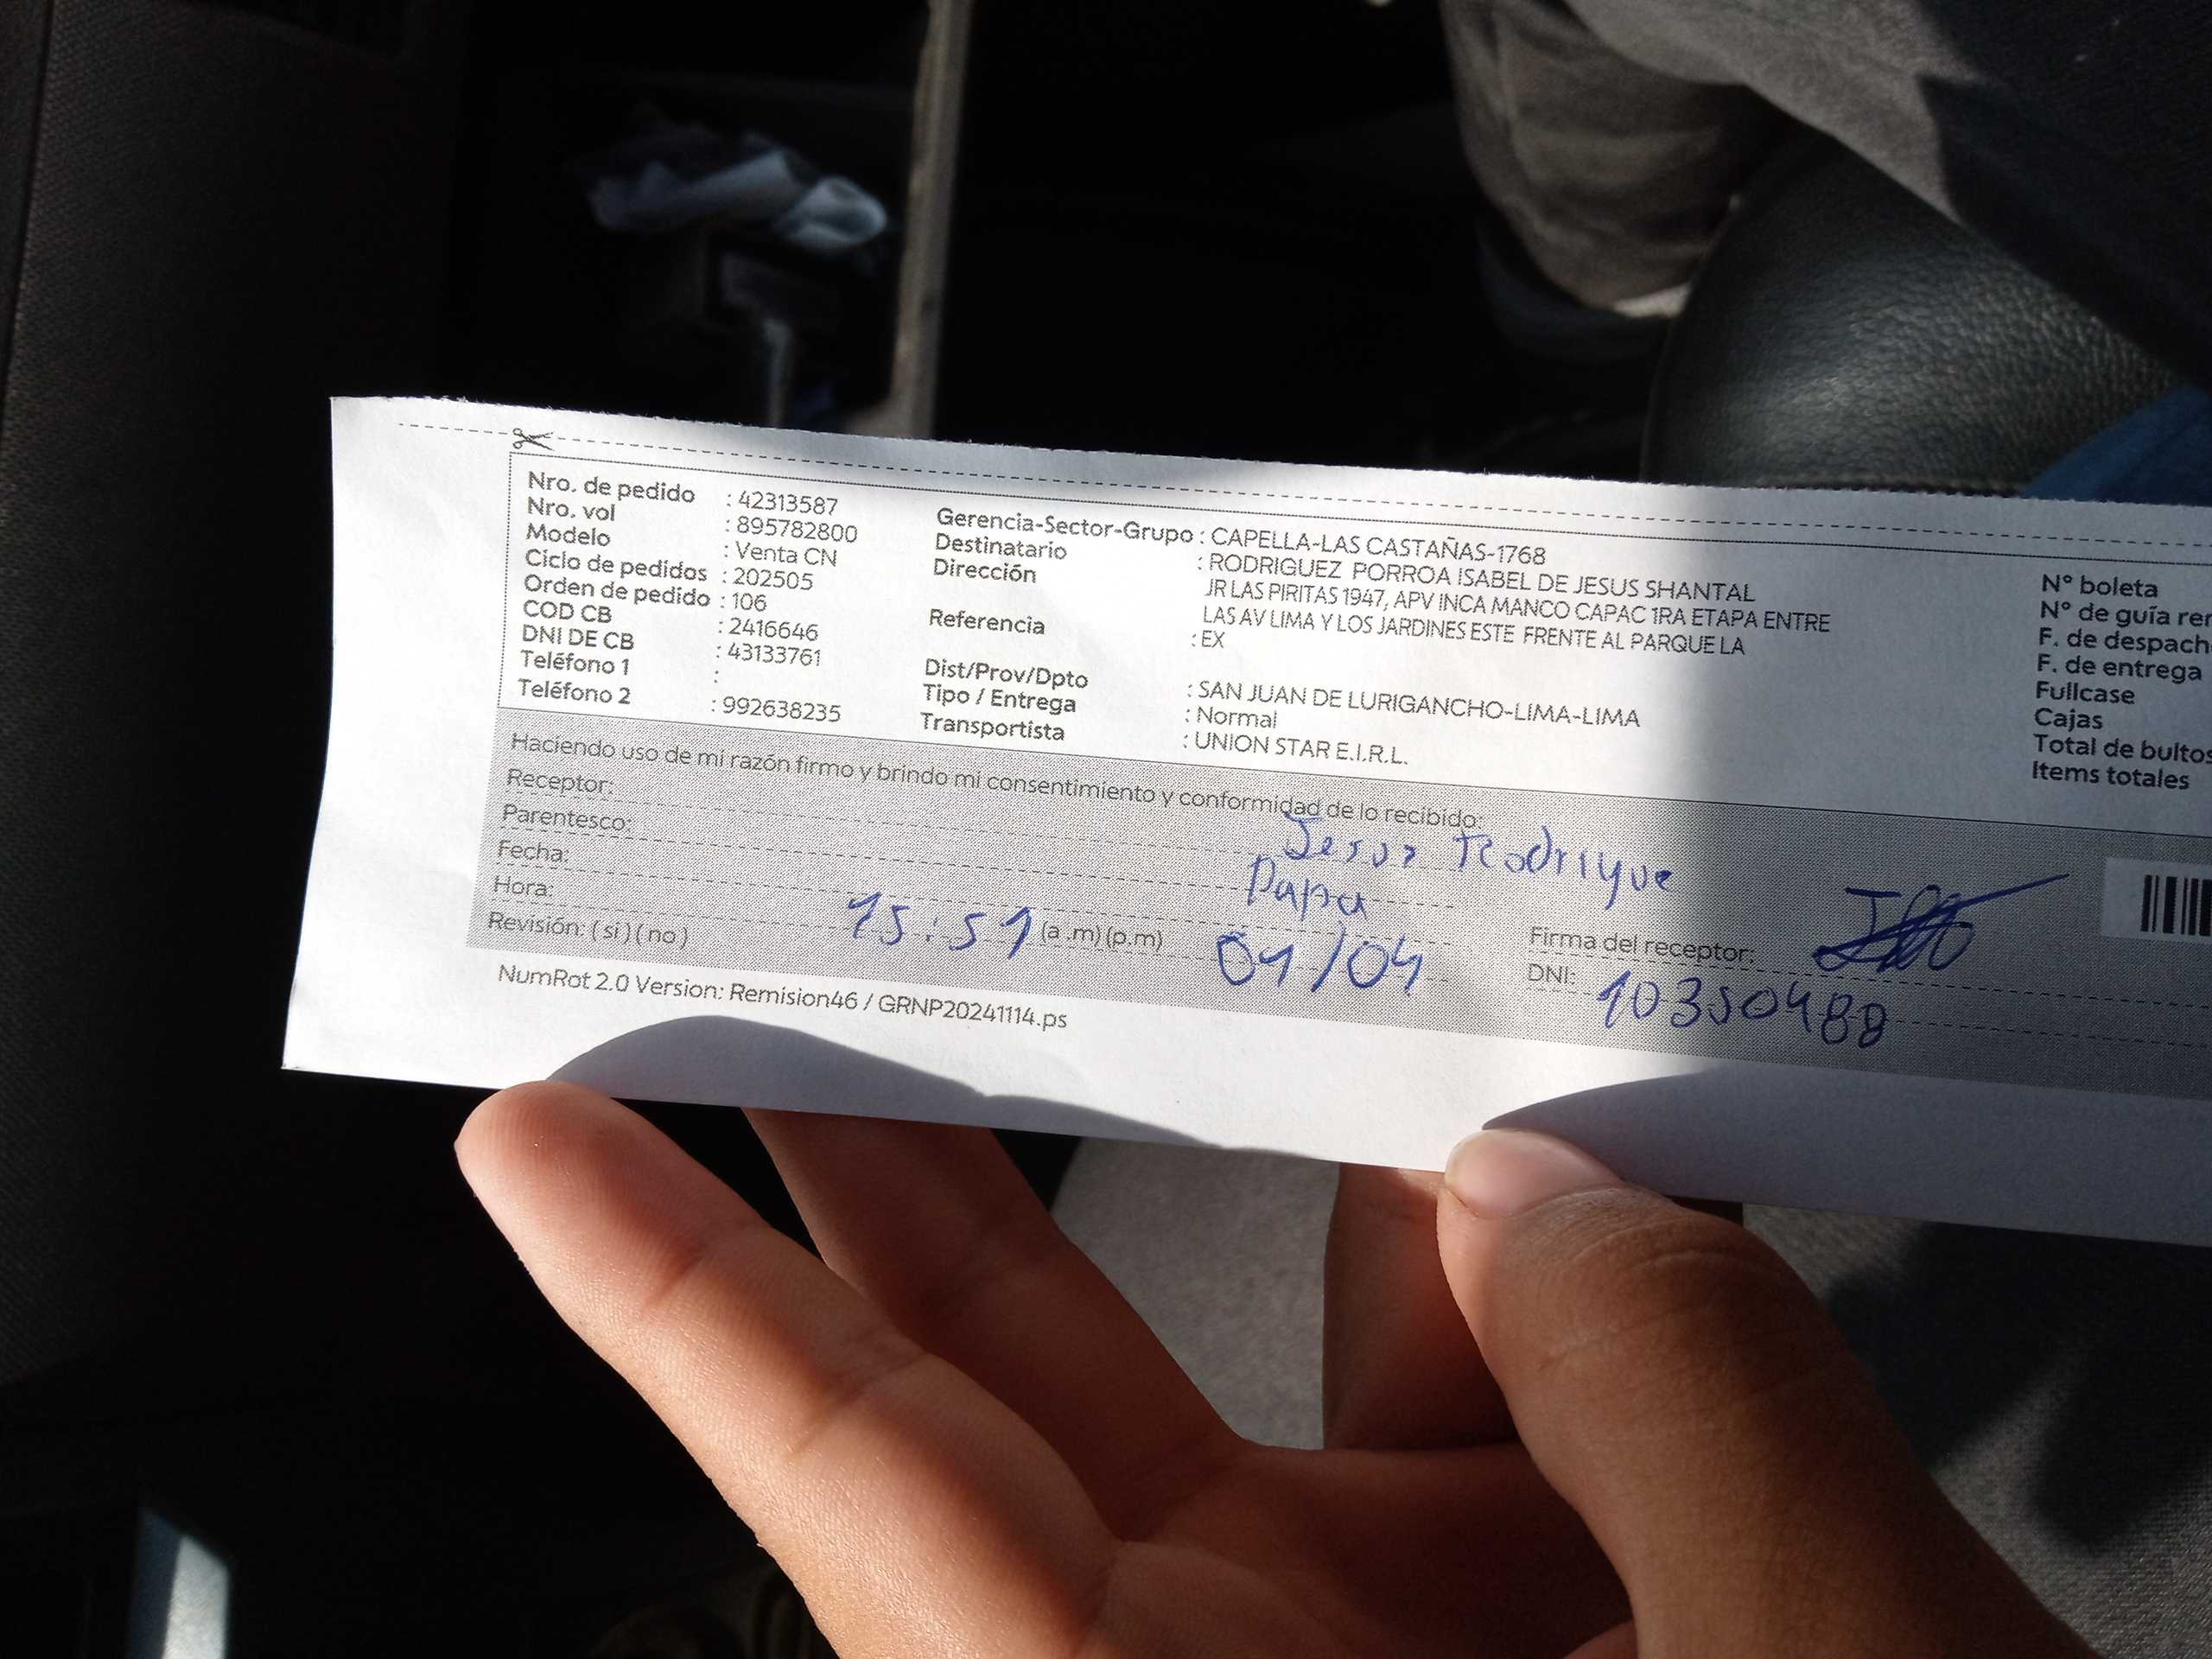 Nro. de pedido : 42313587
Nro. vol : 895782800
Modelo : Venta CN
Ciclo de pedidos : 202505
Orden de pedido : 106
COD CB : 2416646
DNI DE CB : 43133761
Teléfono 1 :
Teléfono 2 : 992638235
Gerencia-Sector-Grupo : CAPELLA-LAS CASTAÑAS-1768
Destinatario : RODRIGUEZ PORROA ISABEL DE JESUS SHANTAL
Dirección JR LAS PIRITAS 1947, APV INCA MANCO CAPAC 1RA ETAPA ENTRE
LAS AV LIMA Y LOS JARDINES ESTE FRENTE AL PARQUE LA
Referencia : EX
Dist/Prov/Dpto : SAN JUAN DE LURIGANCHO-LIMA-LIMA
Tipo / Entrega : Normal
Transportista : UNION STAR E.I.R.L.
N° boleta
N° de guía rer
F. de despach
F. de entrega
Fullcase
Cajas
Total de bultos
Items totales
Haciendo uso de mi razón firmo y brindo mi consentimiento y conformidad de lo recibido:
Receptor: Jesus Rodrigue
Parentesco: Papa
Fecha: 01/04
Hora: 15:51 (a .m) (p.m)
Revisión: ( si ) ( no )
Firma del receptor:
DNI: 10350488
NumRot 2.0 Version: Remision46 / GRNP20241114.ps